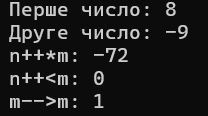 Перше число: 8
Друге число: -9
n++*m: -72
n++<m: 0
m-->m: 1